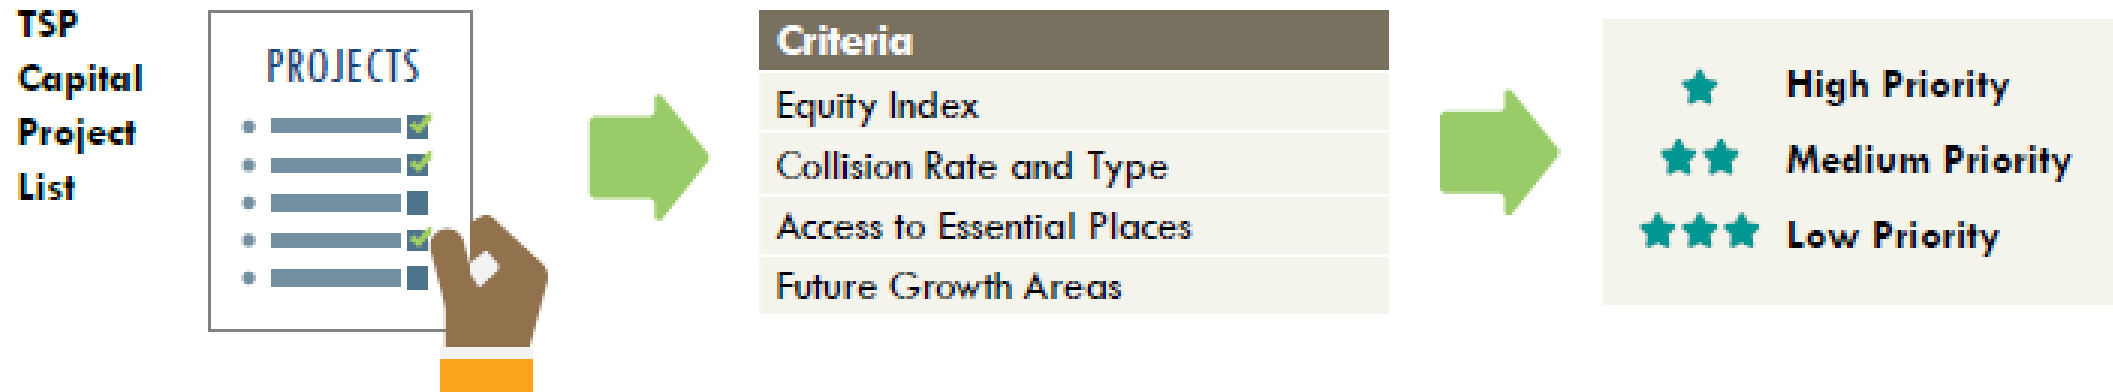 TSP
Capital
Project
List
PROJECTS
Criteria
Equity Index
Collision Rate and Type
Access to Essential Places
Future Growth Areas
High Priority
Medium Priority
Low Priority